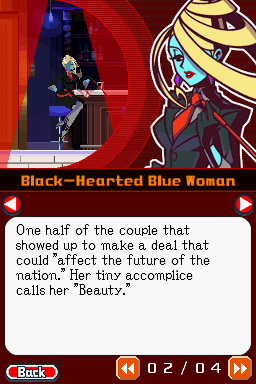 Black-Hearted Blue Woman
One half of the couple that
showed up to make a deal that
could "affect the future of the
nation." Her tiny accomplice
calls her "Beauty."
Back
02/04